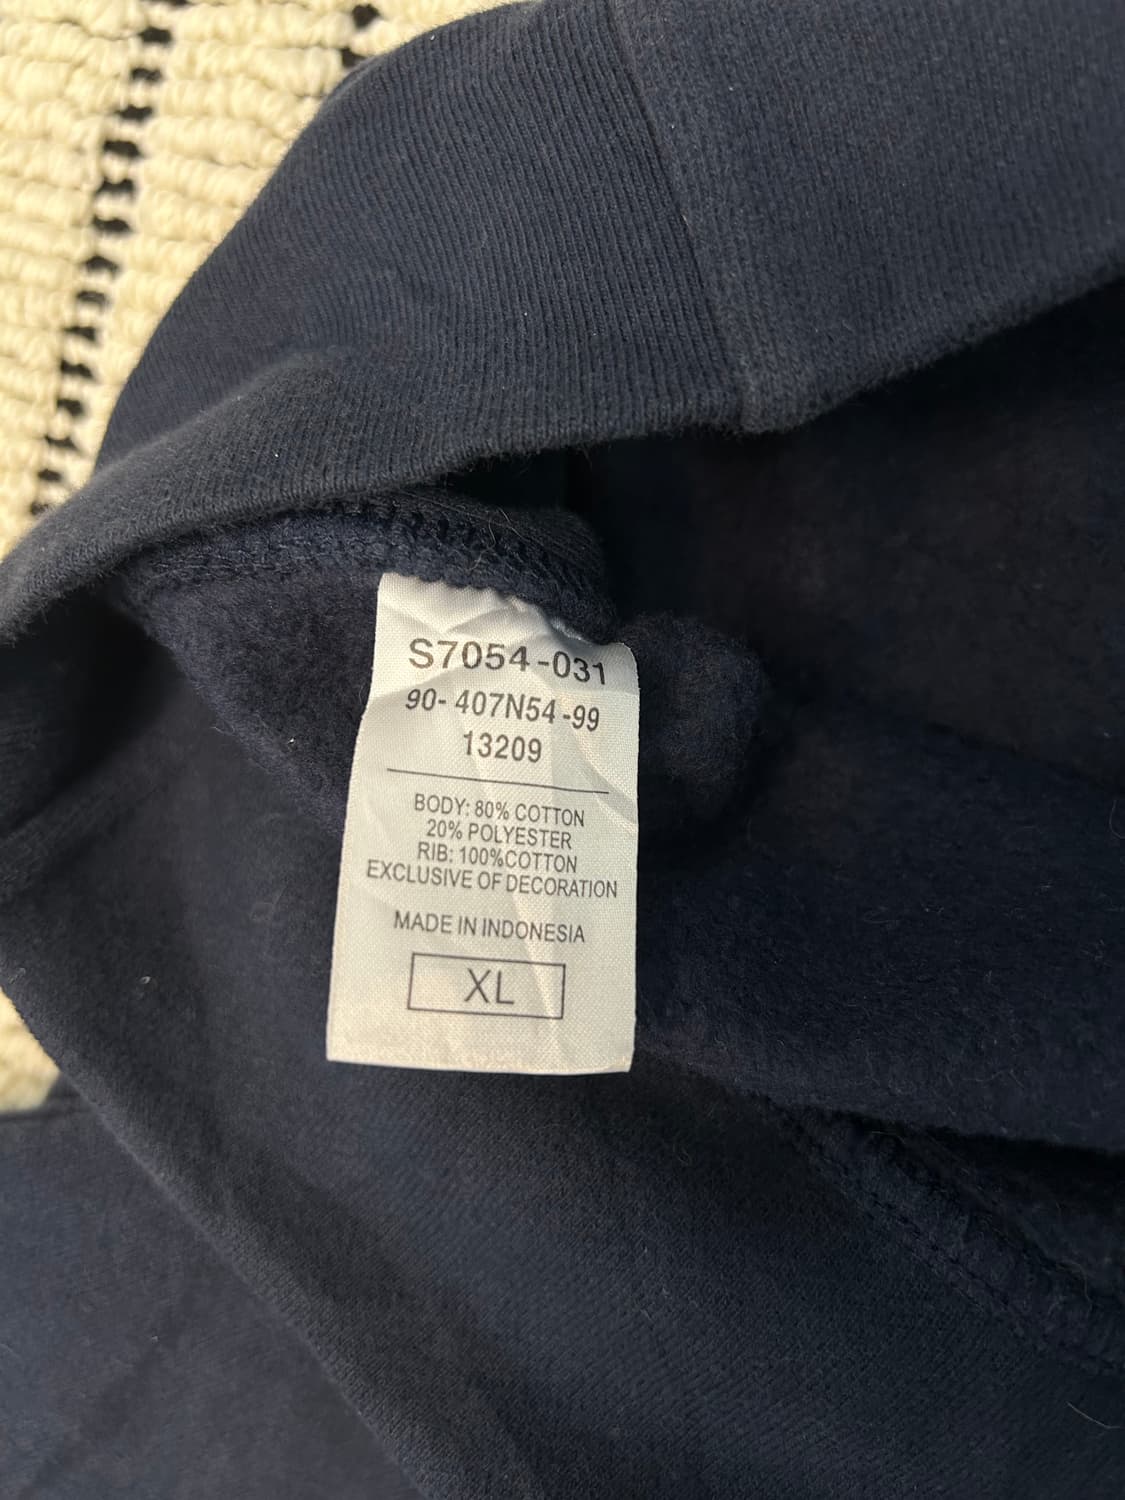 S7054-031
90-407N54-99
13209
BODY: 80% COTTON
20% POLYESTER
RIB: 100%COTTON
EXCLUSIVE OF DECORATION
MADE IN INDONESIA
XL